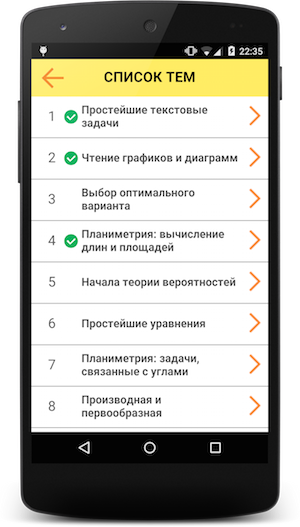 22:35
СПИСОК ТЕМ
1 Простейшие текстовые
задачи
2 Чтение графиков и диаграмм
3 Выбор оптимального
варианта
4 Планиметрия: вычисление
длин и площадей
5 Начала теории вероятностей
6 Простейшие уравнения
7 Планиметрия: задачи,
связанные с углами
8 Производная и
первообразная